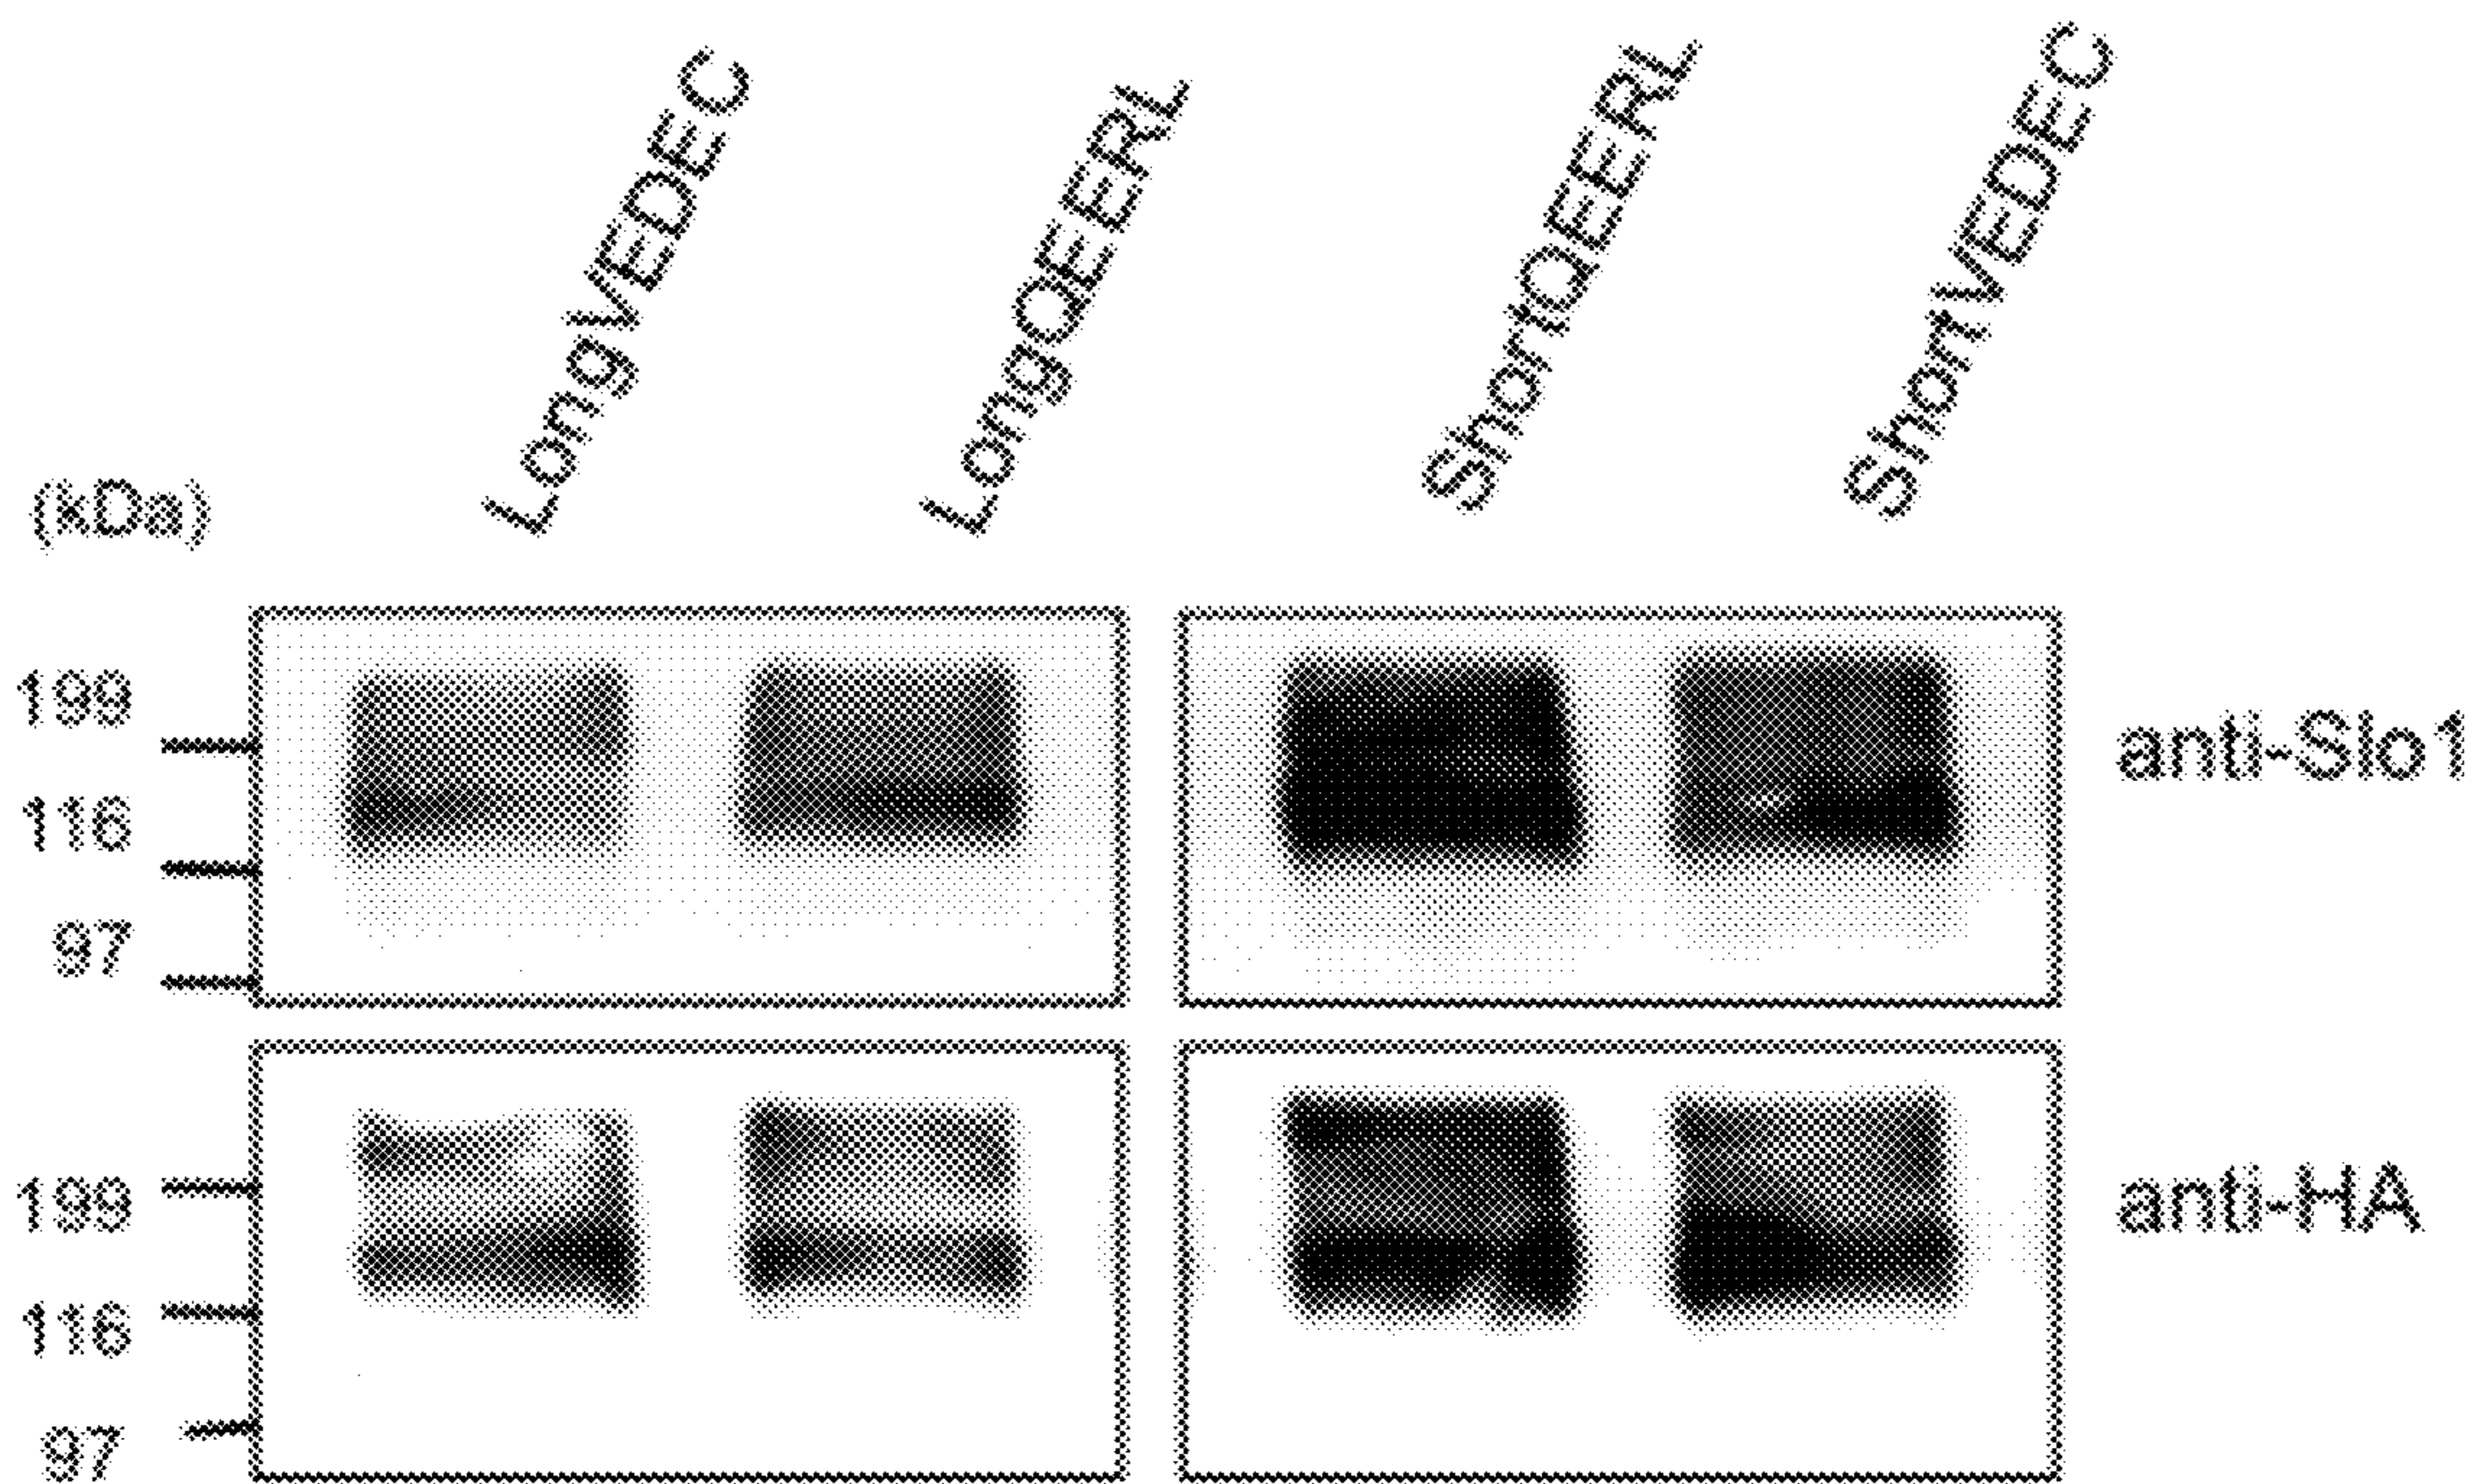 LongVEDEC
LongQEERL
ShortQEERL
ShortVEDEC
(kDa)
199
116
97
anti-Slo1
199
116
97
anti-HA